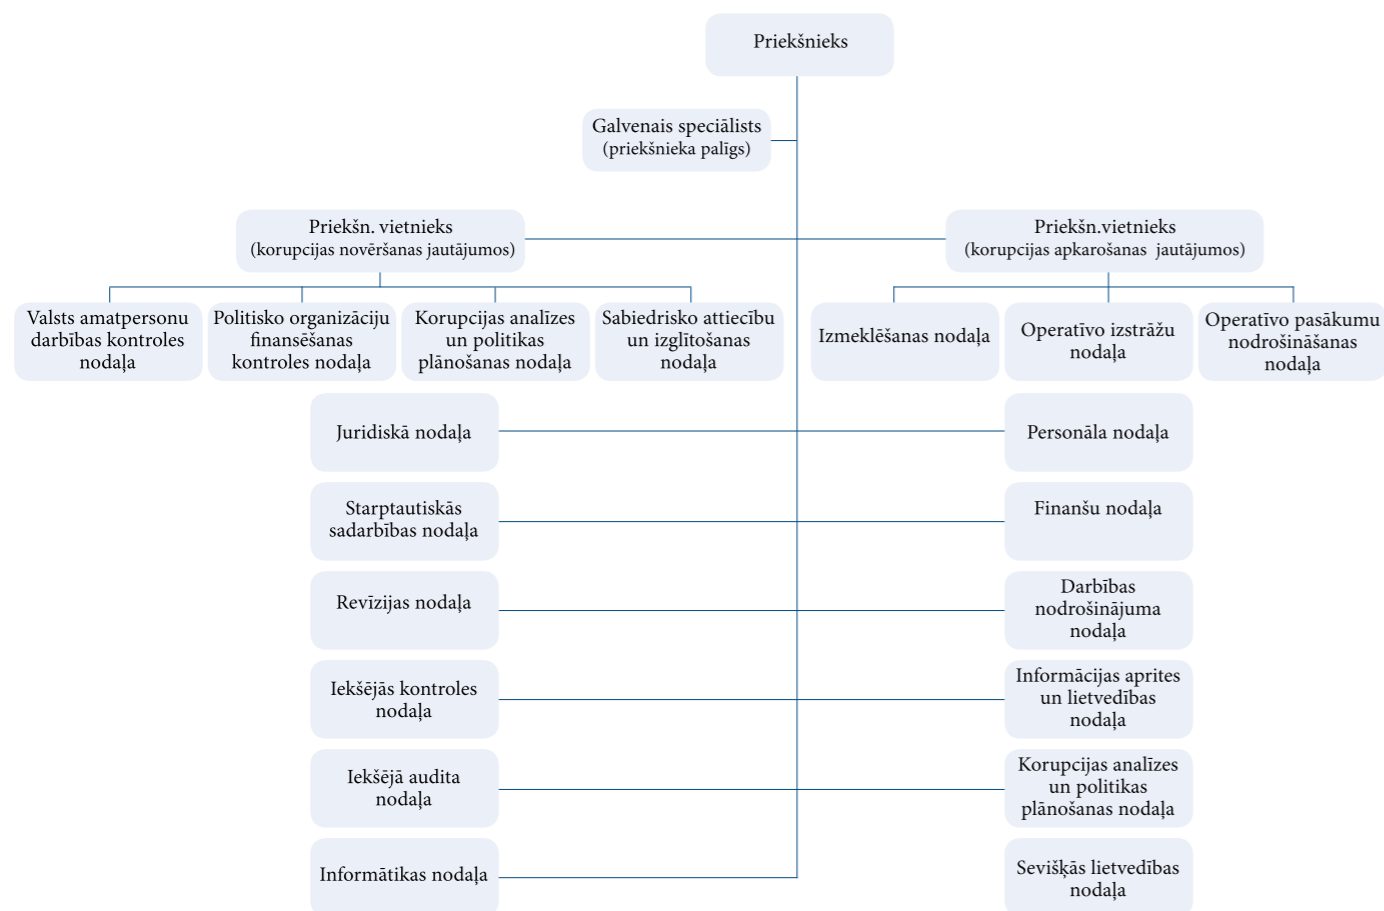 Priekšnieks
Galvenais speciālists
(priekšnieka palīgs)
Priekšn. vietnieks
(korupcijas novēršanas jautājumos)
Priekšn.vietnieks
(korupcijas apkarošanas jautājumos)
Valsts amatpersonu
darbības kontroles
nodaļa
Politisko organizāciju
finansēšanas
kontroles nodaļa
Korupcijas analīzes
un politikas
plānošanas nodaļa
Sabiedrisko attiecību
un izglītošanas
nodaļa
Izmeklēšanas nodaļa
Operatīvo izstrāžu
nodaļa
Operatīvo pasākumu
nodrošināšanas
nodaļa
Juridiskā nodaļa
Personāla nodaļa
Starptautiskās
sadarbības nodaļa
Finanšu nodaļa
Revīzijas nodaļa
Darbības
nodrošinājuma
nodaļa
Iekšējās kontroles
nodaļa
Informācijas aprites
un lietvedības
nodaļa
Iekšējā audita
nodaļa
Korupcijas analīzes
un politikas
plānošanas nodaļa
Informātikas nodaļa
Sevišķās lietvedības
nodaļa